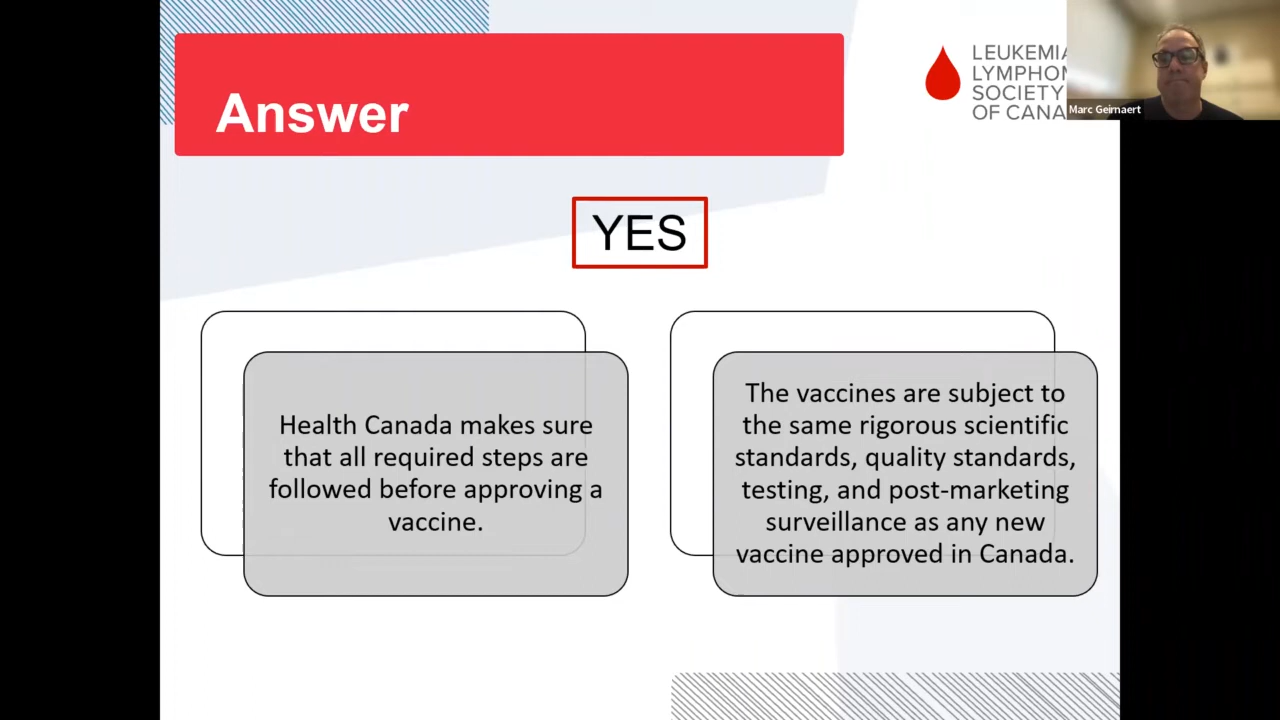 Answer
LEUKEMIA
LYMPHOM
SOCIETY
OF CANA
Marc Geirnaert
YES
Health Canada makes sure
that all required steps are
followed before approving a
vaccine.
The vaccines are subject to
the same rigorous scientific
standards, quality standards,
testing, and post-marketing
surveillance as any new
vaccine approved in Canada.